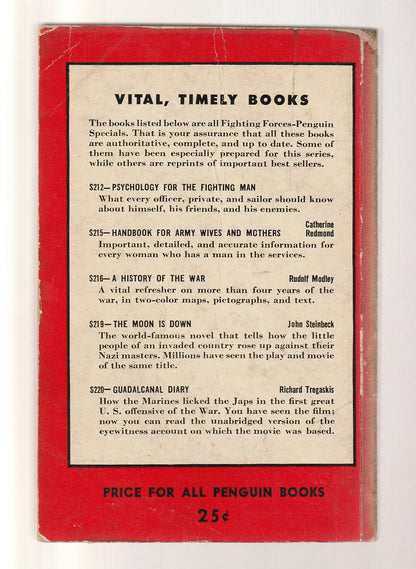 VITAL, TIMELY BOOKS
The books listed below are all Fighting Forces-Penguin
Specials. That is your assurance that all these books
are authoritative, complete, and up to date. Some of
them have been especially prepared for this series,
while others are reprints of important best sellers.
S212—PSYCHOLOGY FOR THE FIGHTING MAN
What every officer, private, and sailor should know
about himself, his friends, and his enemies.
S215—HANDBOOK FOR ARMY WIVES AND MOTHERS Catherine Redmond
Important, detailed, and accurate information for
every woman who has a man in the services.
S216—A HISTORY OF THE WAR Rudolf Modley
A vital refresher on more than four years of the
war, in two-color maps, pictographs, and text.
S219—THE MOON IS DOWN John Steinbeck
The world-famous novel that tells how the little
people of an invaded country rose up against their
Nazi masters. Millions have seen the play and movie
of the same title.
S220—GUADALCANAL DIARY Richard Tregaskis
How the Marines licked the Japs in the first great
U. S. offensive of the War. You have seen the film;
now you can read the unabridged version of the
eyewitness account on which the movie was based.
PRICE FOR ALL PENGUIN BOOKS
25¢